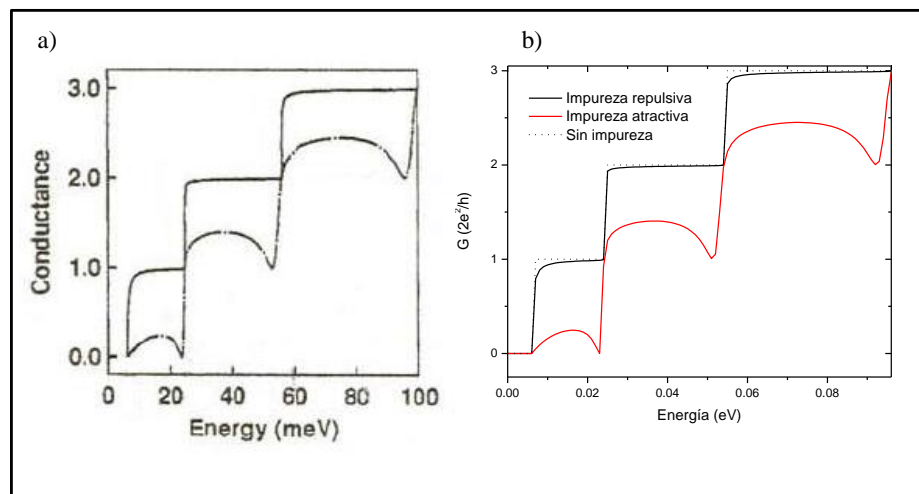 a)
3.0
2.0
1.0
0.0
Conductance
0 20 40 60 80 100
Energy (meV)
b)
3
2
1
0
G (2e²/h)
Impureza repulsiva
Impureza atractiva
Sin impureza
0.00 0.02 0.04 0.06 0.08
Energía (eV)